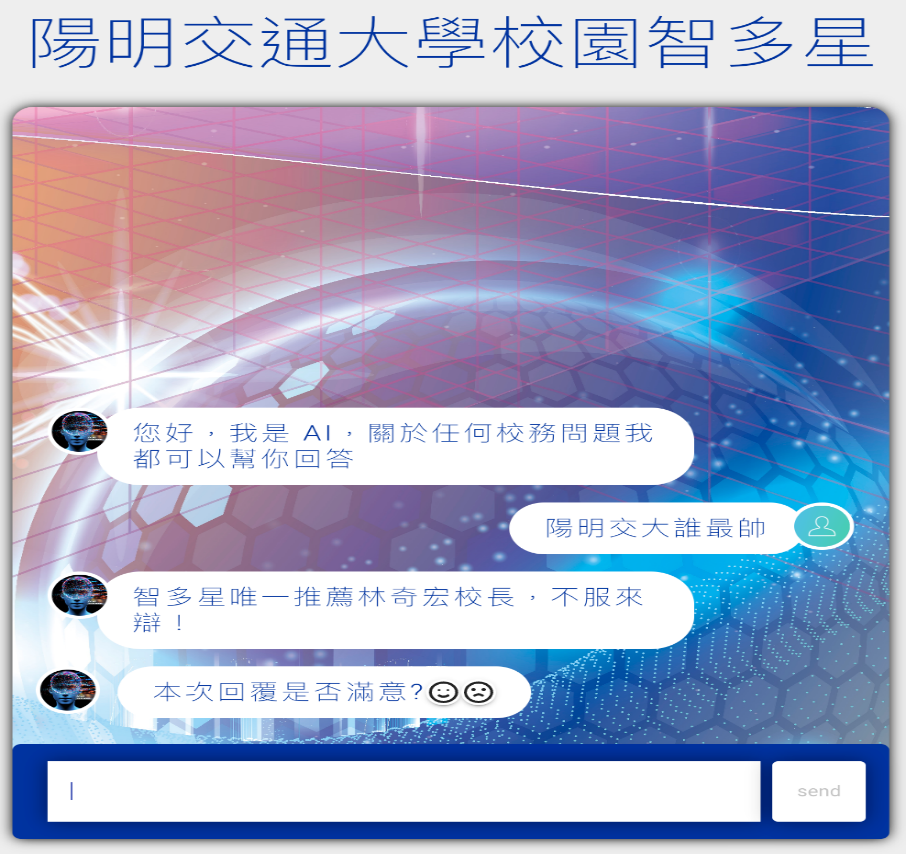 陽明交通大學校園智多星
您好，我是 AI，關於任何校務問題我
都可以幫你回答
陽明交大誰最帥
智多星唯一推薦林奇宏校長，不服來
辯！
本次回覆是否滿意?
send